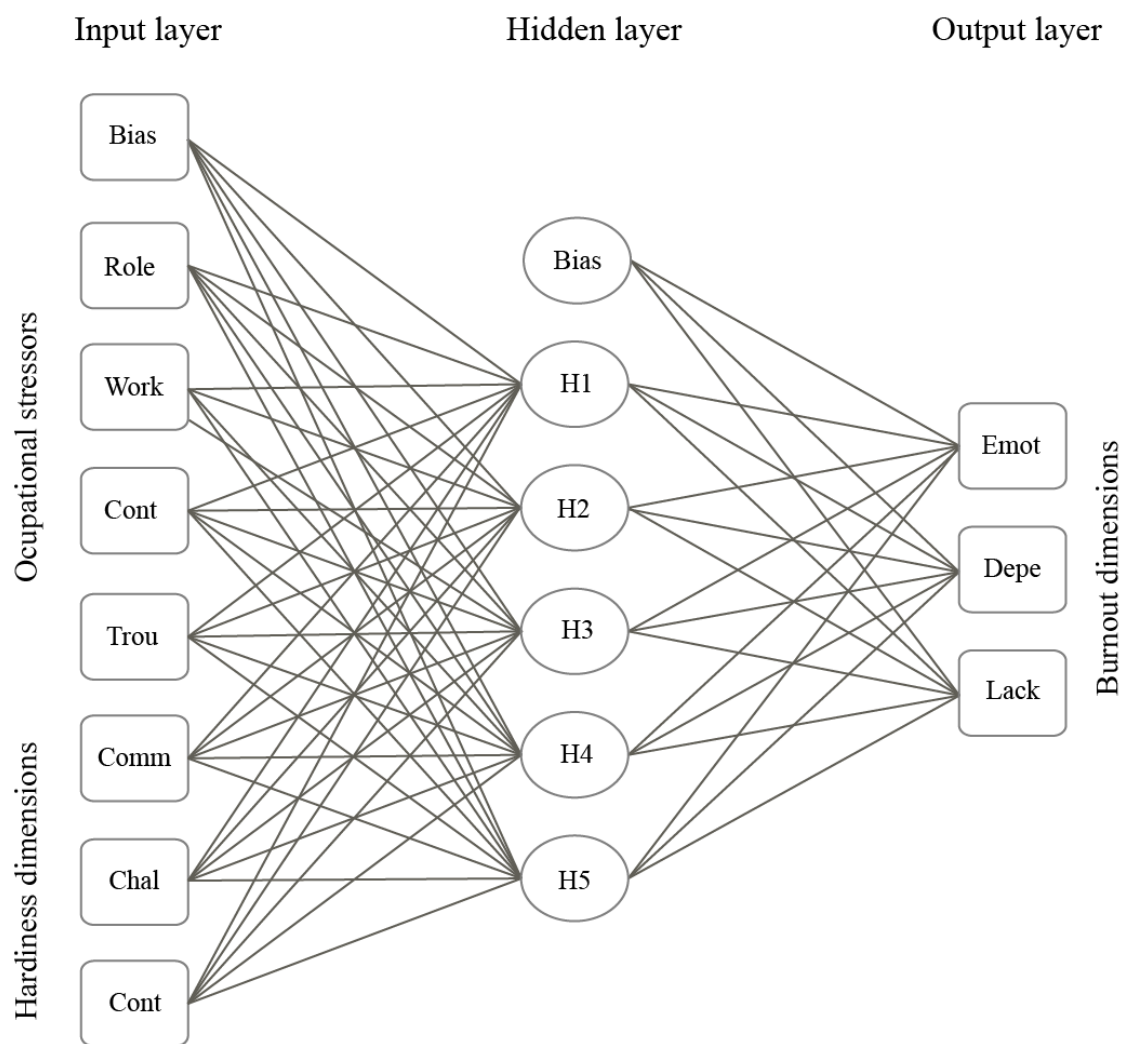 Input layer
Hidden layer
Output layer
Ocupational stressors
Hardiness dimensions
Bias
Role
Work
Cont
Trou
Comm
Chal
Cont
Bias
H1
H2
H3
H4
H5
Emot
Depe
Lack
Burnout dimensions